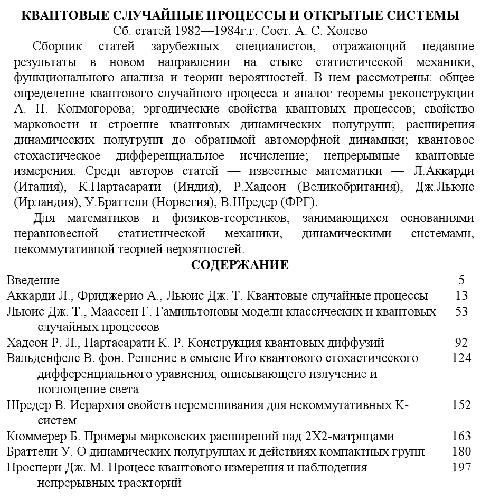 КВАНТОВЫЕ СЛУЧАЙНЫЕ ПРОЦЕССЫ И ОТКРЫТЫЕ СИСТЕМЫ
Сб. статей 1982—1984г.г. Сост. А. С. Холево
Сборник статей зарубежных специалистов, отражающий недавние
результаты в новом направлении на стыке статистической механики,
функционального анализа и теории вероятностей. В нем рассмотрены: общее
определение квантового случайного процесса и аналог теоремы реконструкции
А. Н. Колмогорова; эргодические свойства квантовых процессов; свойство
марковости и строение квантовых динамических полугрупп; расширения
динамических полугрупп до обратимой автоморфной динамики; квантовое
стохастическое дифференциальное исчисление; непрерывные квантовые
измерения. Среди авторов статей — известные математики — Л.Аккарди
(Италия), К.Партасарати (Индия), Р.Хадсон (Великобритания), Дж.Льюис
(Ирландия), У.Браттели (Норвегия), В.Шредер (ФРГ).
Для математиков и физиков-теоретиков, занимающихся основаниями
неравновесной статистической механики, динамическими системами,
некоммутативной теорией вероятностей.
СОДЕРЖАНИЕ
Введение 5
Аккарди Л., Фриджерио А., Льюис Дж. Т. Квантовые случайные процессы 13
Льюис Дж. Т., Маассен Г. Гамильтоновы модели классических и квантовых 53
случайных процессов
Хадсон Р. Л., Партасарати К. Р. Конструкция квантовых диффузий 92
Вальденфелс В. фон. Решение в смысле Ито квантового стохастического 124
дифференциального уравнения, описывающего излучение и
поглощение света
Шредер В. Иерархия свойств перемешивания для некоммутативных К- 152
систем
Кюммерер Б. Примеры марковских расширений над 2X2-матрицами 163
Браттели У. О динамических полугруппах и действиях компактных групп 180
Проспери Дж. М. Процесс квантового измерения и наблюдения 197
непрерывных траекторий